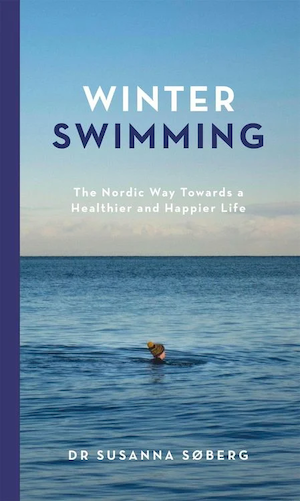 WINTER
SWIMMING
The Nordic Way Towards a
Healthier and Happier Life
DR SUSANNA SØBERG